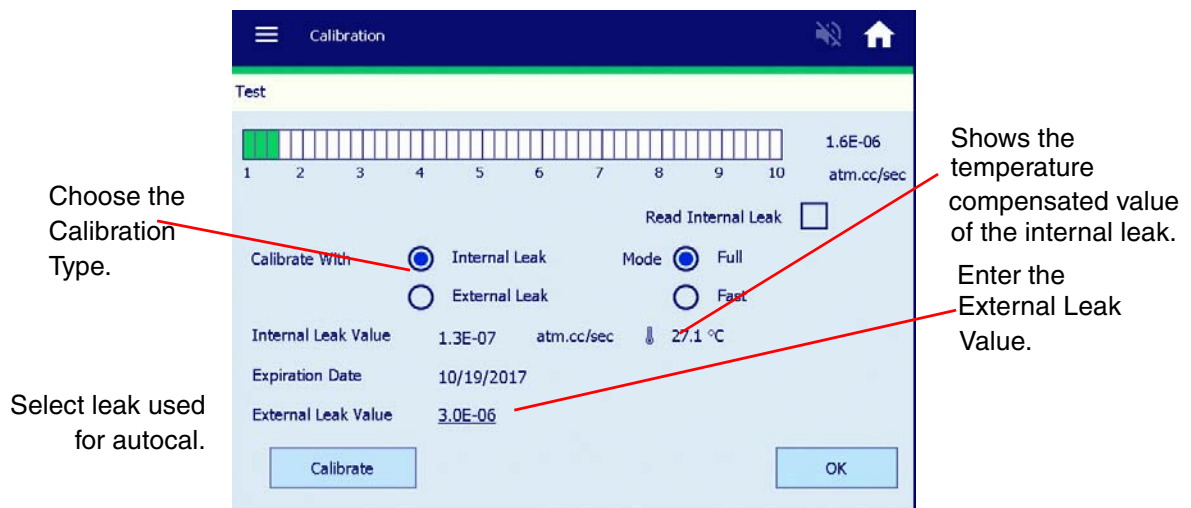 Calibration
Test
1.6E-06
1 2 3 4 5 6 7 8 9 10 atm.cc/sec
Read Internal Leak
Calibrate With Internal Leak Mode Full
External Leak Fast
Internal Leak Value 1.3E-07 atm.cc/sec 27.1 °C
Expiration Date 10/19/2017
External Leak Value 3.0E-06
Calibrate OK
Choose the
Calibration
Type.
Select leak used
for autocal.
Shows the
temperature
compensated value
of the internal leak.
Enter the
External Leak
Value.